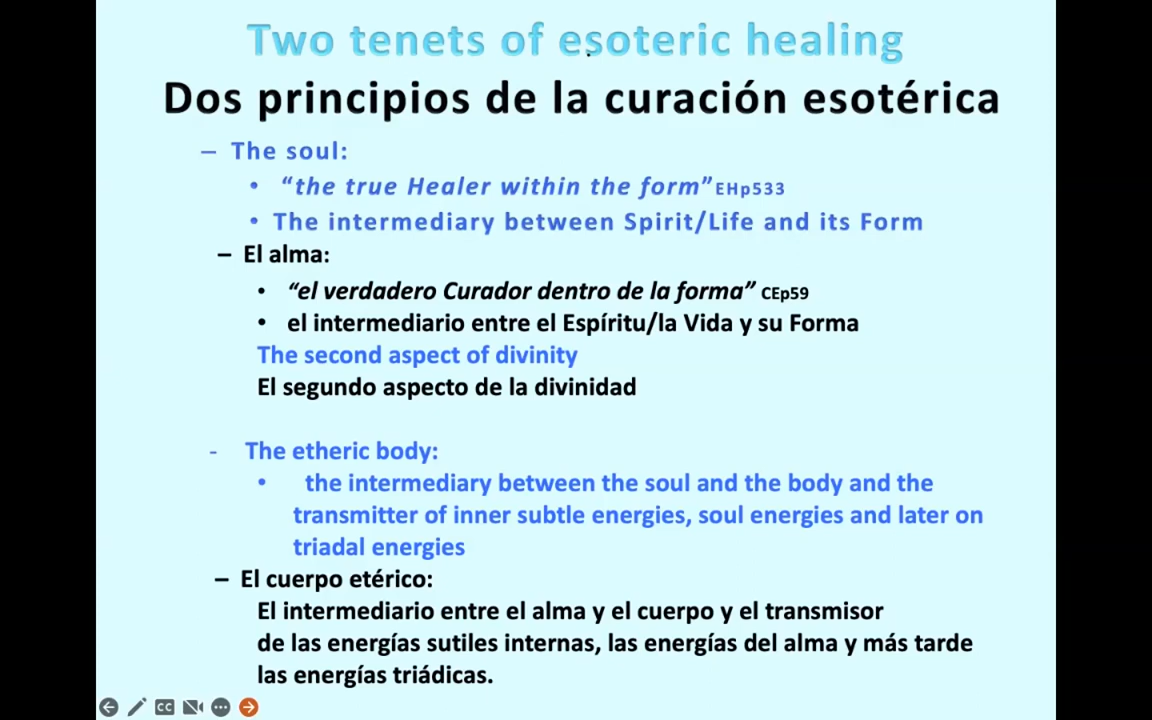 Two tenets of esoteric healing
Dos principios de la curación esotérica
– The soul:
• “the true Healer within the form”EHp533
• The intermediary between Spirit/Life and its Form
– El alma:
• “el verdadero Curador dentro de la forma” CEp59
• el intermediario entre el Espíritu/la Vida y su Forma
The second aspect of divinity
El segundo aspecto de la divinidad
- The etheric body:
• the intermediary between the soul and the body and the
transmitter of inner subtle energies, soul energies and later on
triadal energies
– El cuerpo etérico:
El intermediario entre el alma y el cuerpo y el transmisor
de las energías sutiles internas, las energías del alma y más tarde
las energías triádicas.
CC